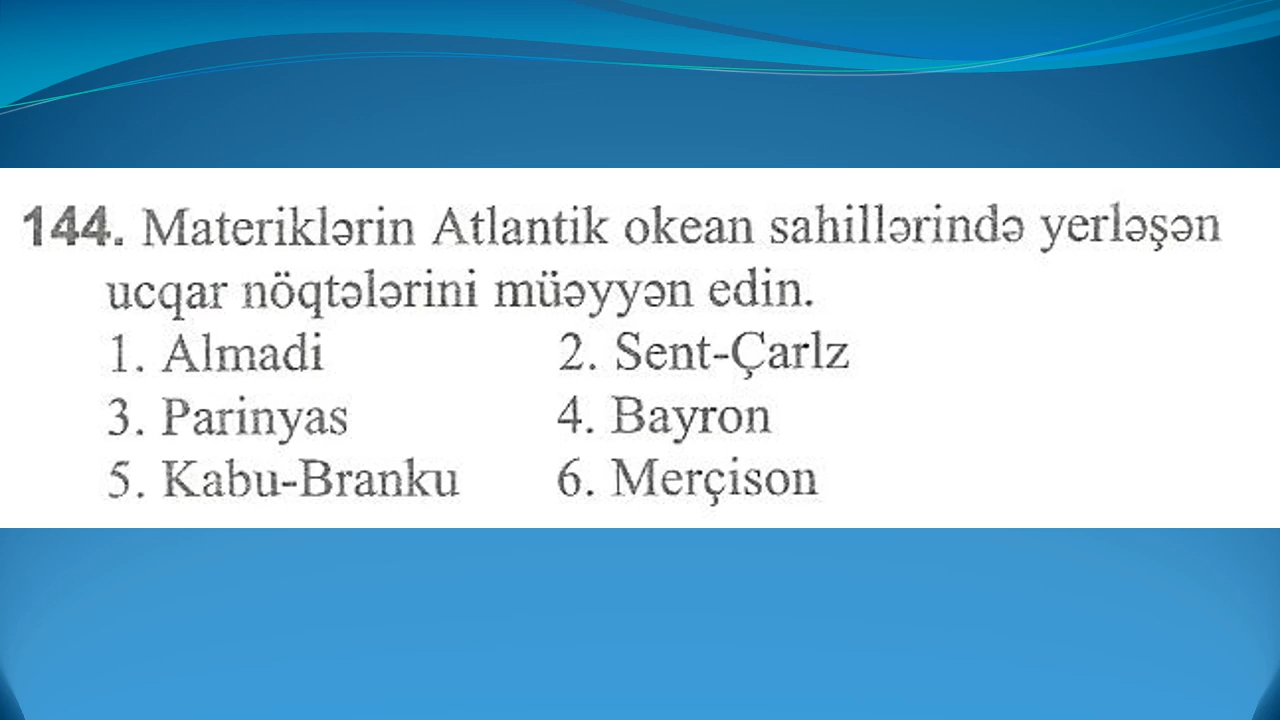 144. Materiklərin Atlantik okean sahillərində yerləşən
ucqar nöqtələrini müəyyən edin.
1. Almadi 2. Sent-Çarlz
3. Parinyas 4. Bayron
5. Kabu-Branku 6. Merçison